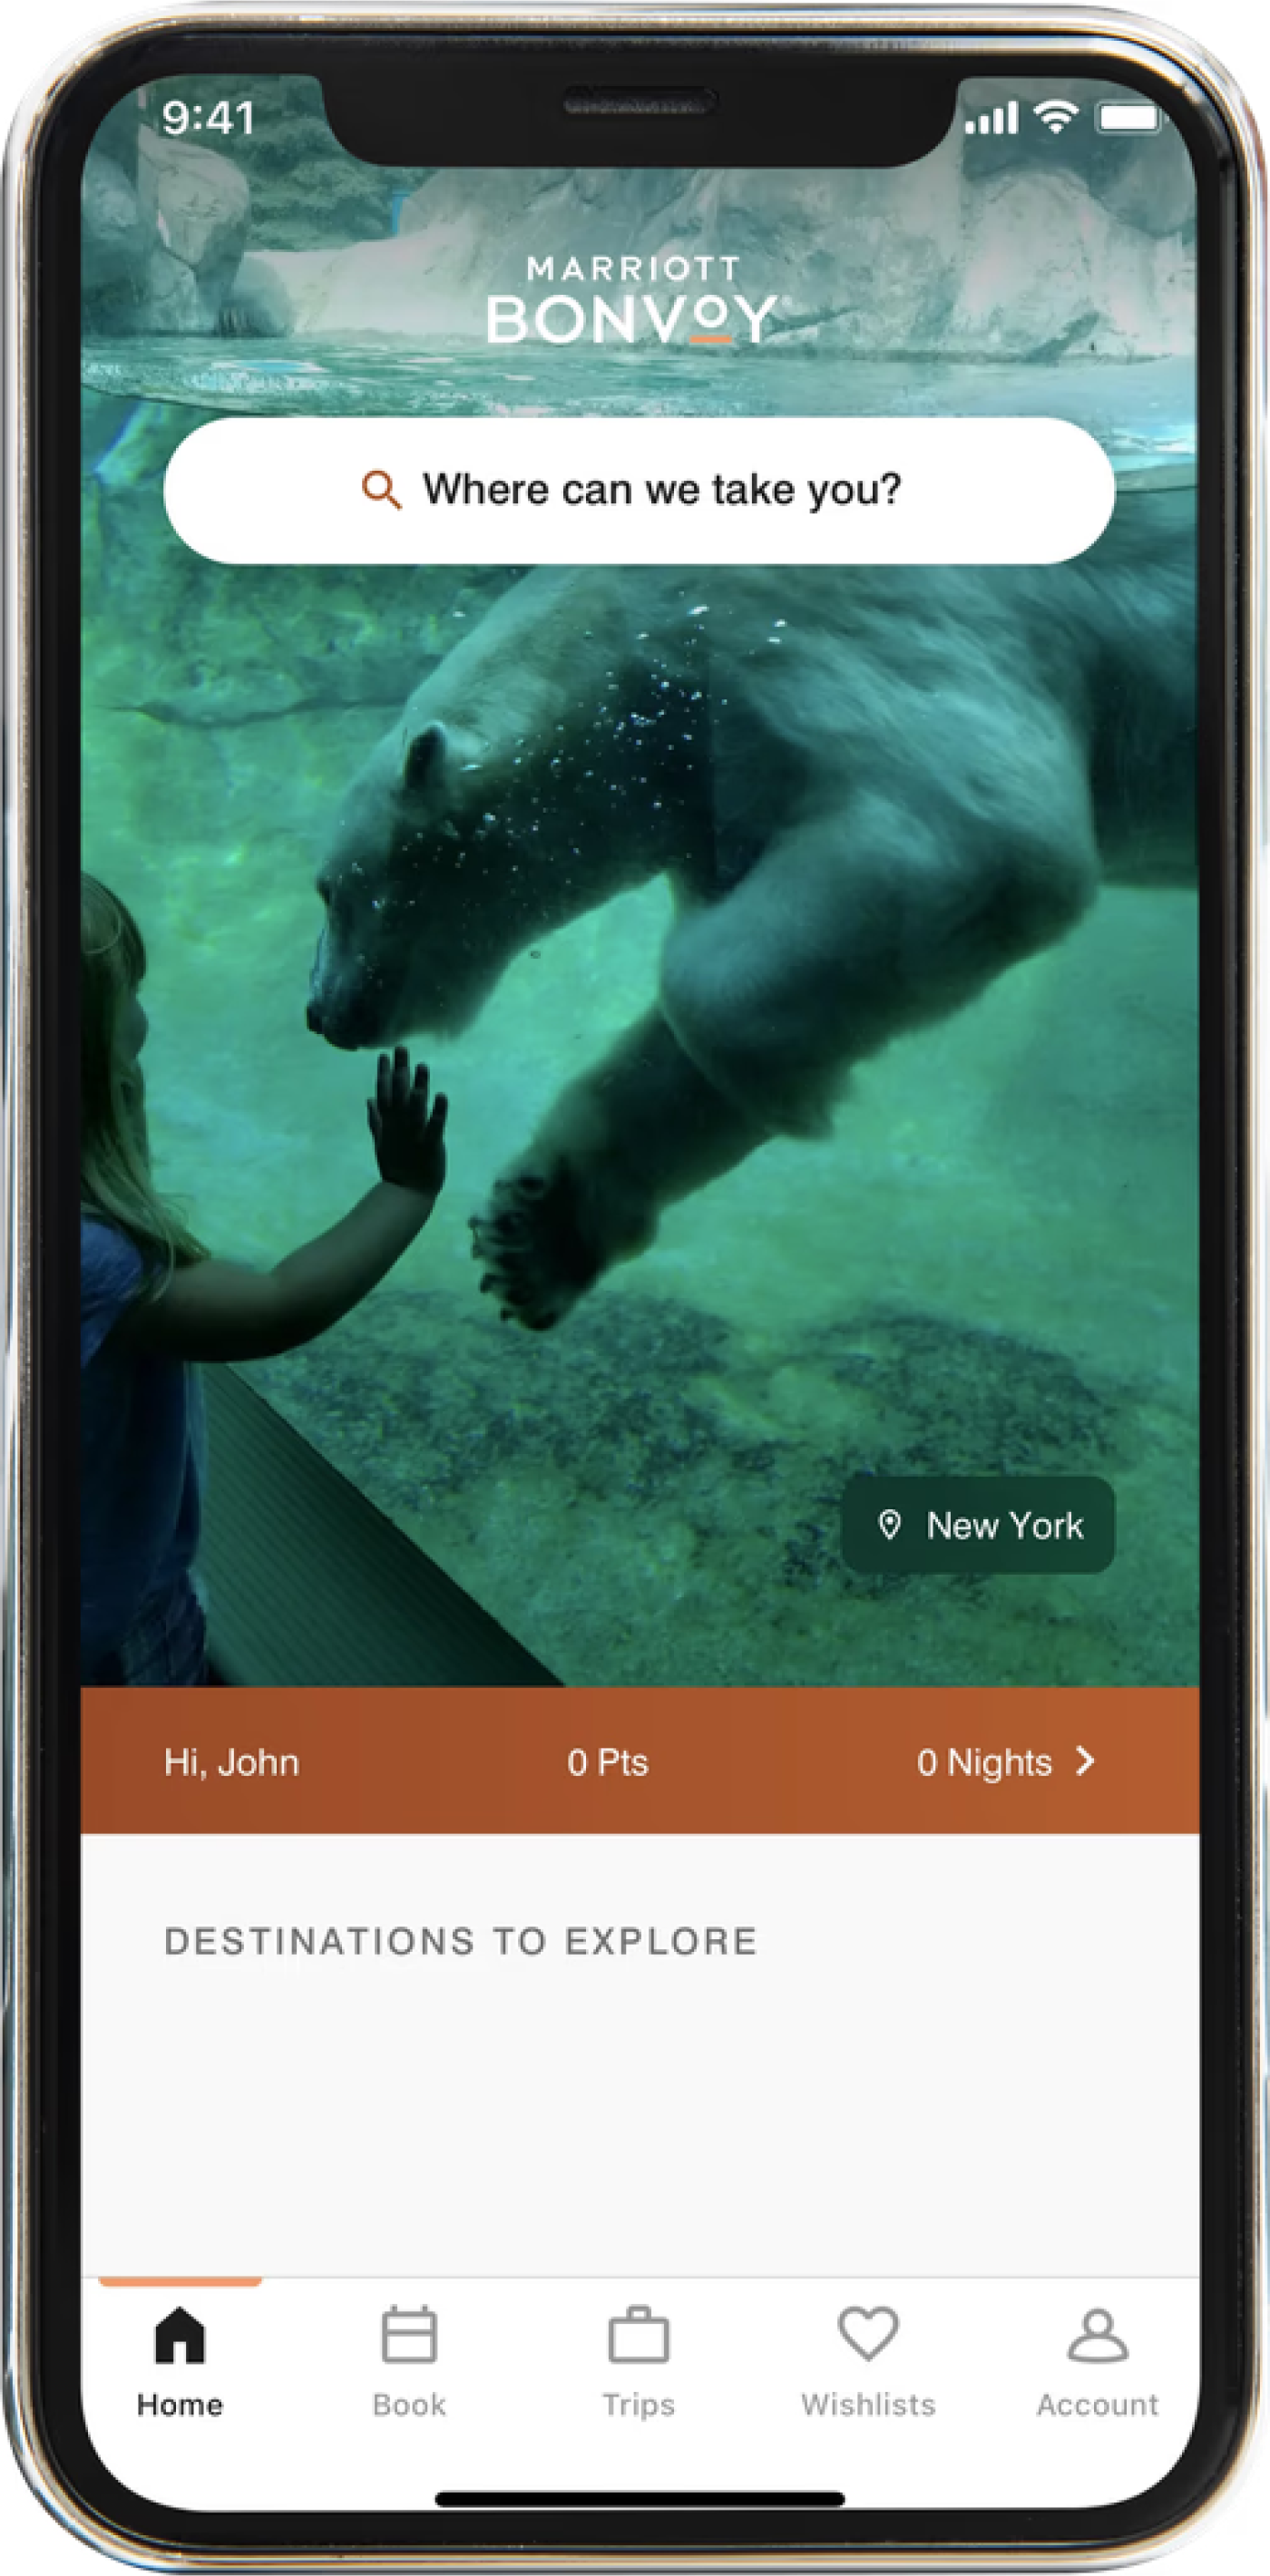 9:41
MARRIOTT
BONVOY
Where can we take you?
New York
Hi, John 0 Pts 0 Nights
DESTINATIONS TO EXPLORE
Home Book Trips Wishlists Account